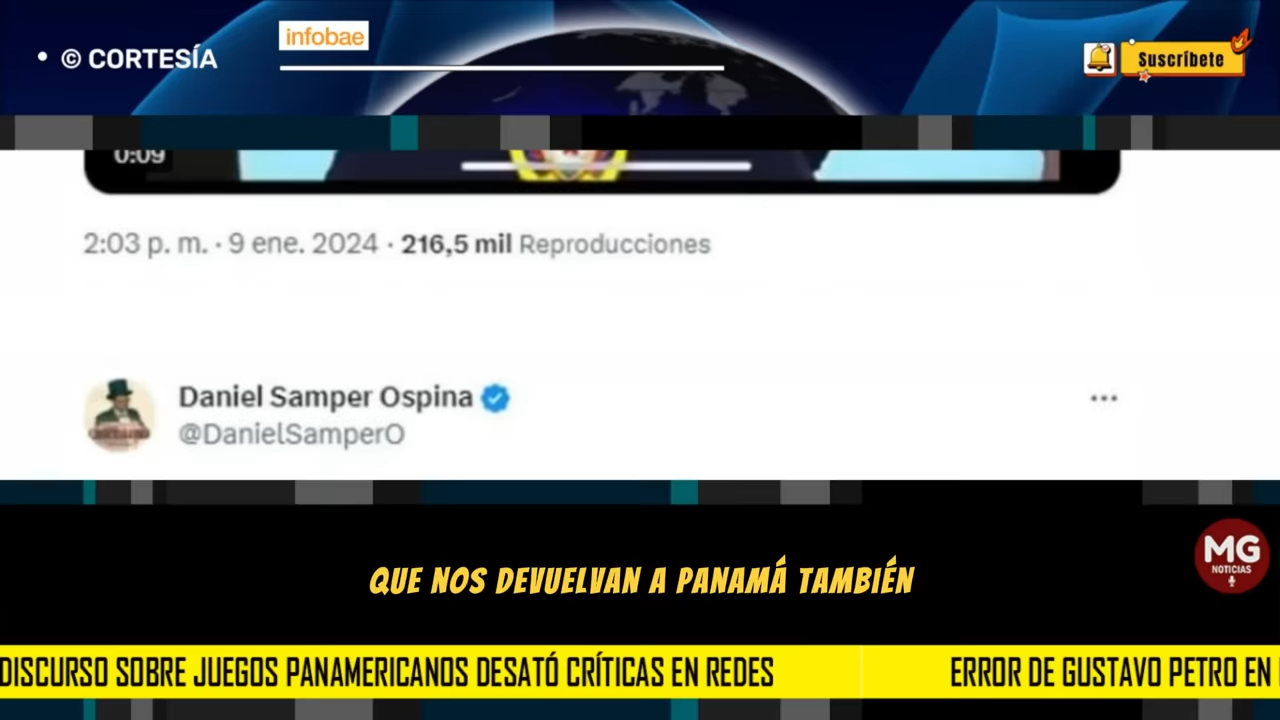 • © CORTESÍA
infobae
Suscríbete
0:09
2:03 p. m. · 9 ene. 2024 · 216,5 mil Reproducciones
Daniel Samper Ospina
@DanielSamperO
QUE NOS DEVUELVAN A PANAMÁ TAMBIÉN
MG
NOTICIAS
DISCURSO SOBRE JUEGOS PANAMERICANOS DESATÓ CRÍTICAS EN REDES ERROR DE GUSTAVO PETRO EN